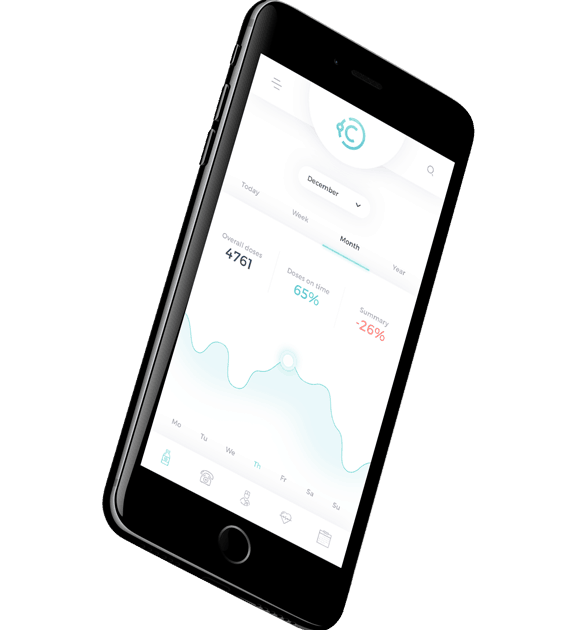 C
December
Today
Week
Month
Year
Overall doses
4761
Doses on time
65%
Summary
-26%
Mo
Tu
We
Th
Fr
Sa
Su